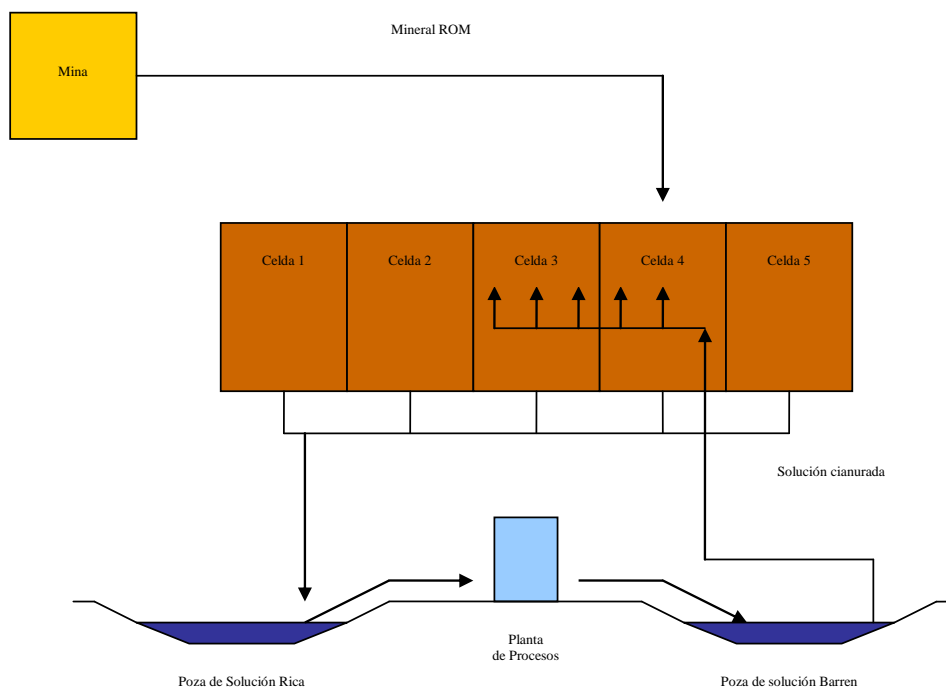 Mineral ROM
Mina
Celda 1
Celda 2
Celda 3
Celda 4
Celda 5
Solución cianurada
Planta
de Procesos
Poza de Solución Rica
Poza de solución Barren